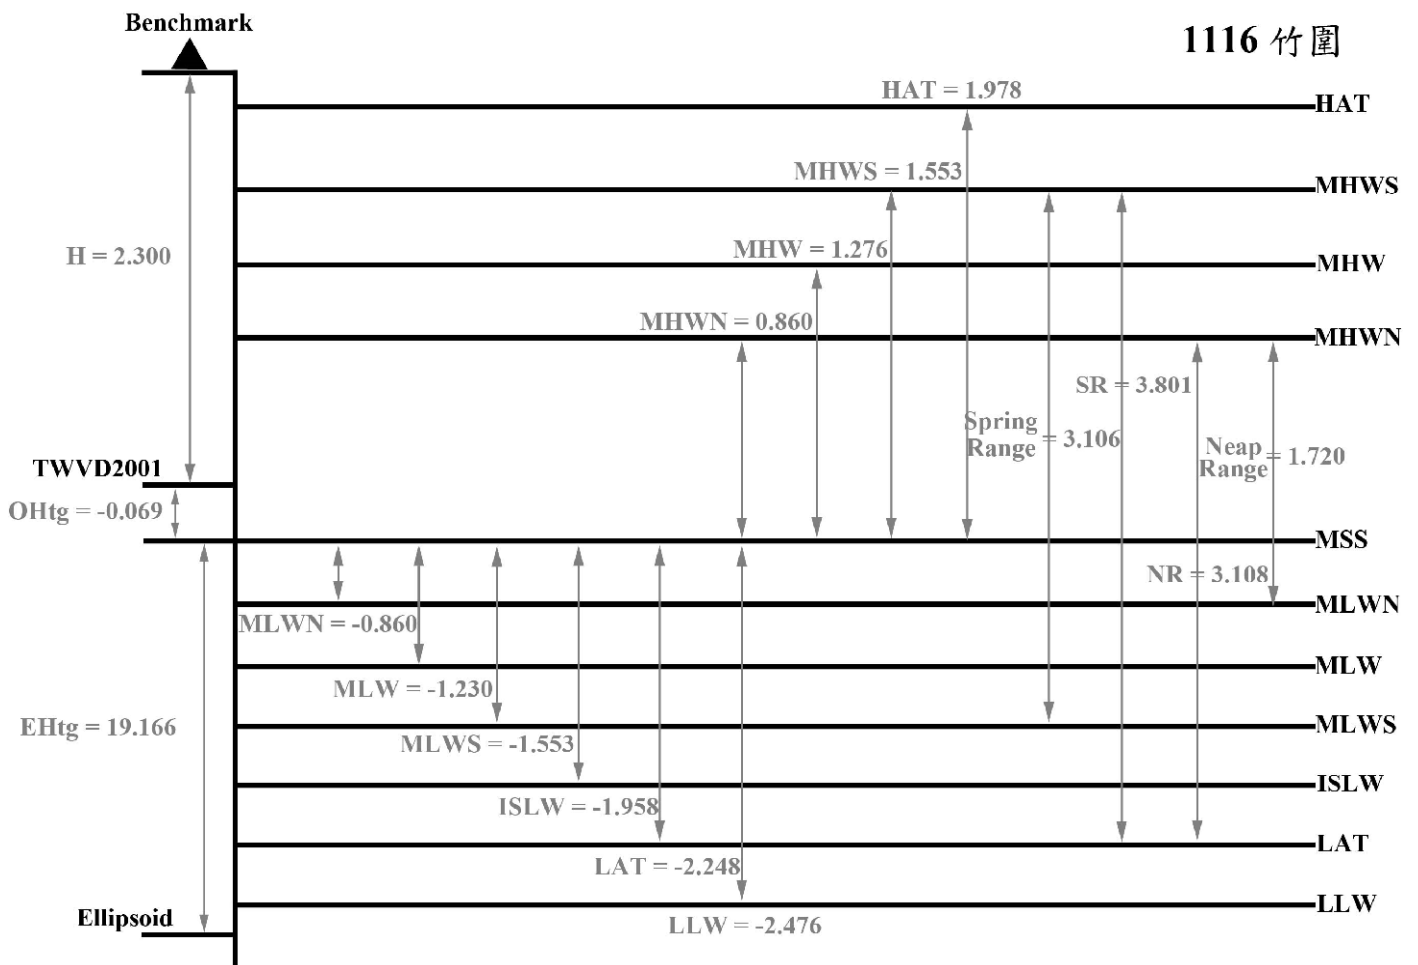 Benchmark
1116 竹圍
HAT = 1.978
HAT
MHWS = 1.553
MHWS
H = 2.300
MHW = 1.276
MHW
MHWN = 0.860
MHWN
SR = 3.801
Spring
Range = 3.106
Neap
Range = 1.720
TWVD2001
OHtg = -0.069
MSS
NR = 3.108
MLWN
MLWN = -0.860
MLW
MLW = -1.230
EHtg = 19.166
MLWS
MLWS = -1.553
ISLW
ISLW = -1.958
LAT
LAT = -2.248
LLW
Ellipsoid
LLW = -2.476